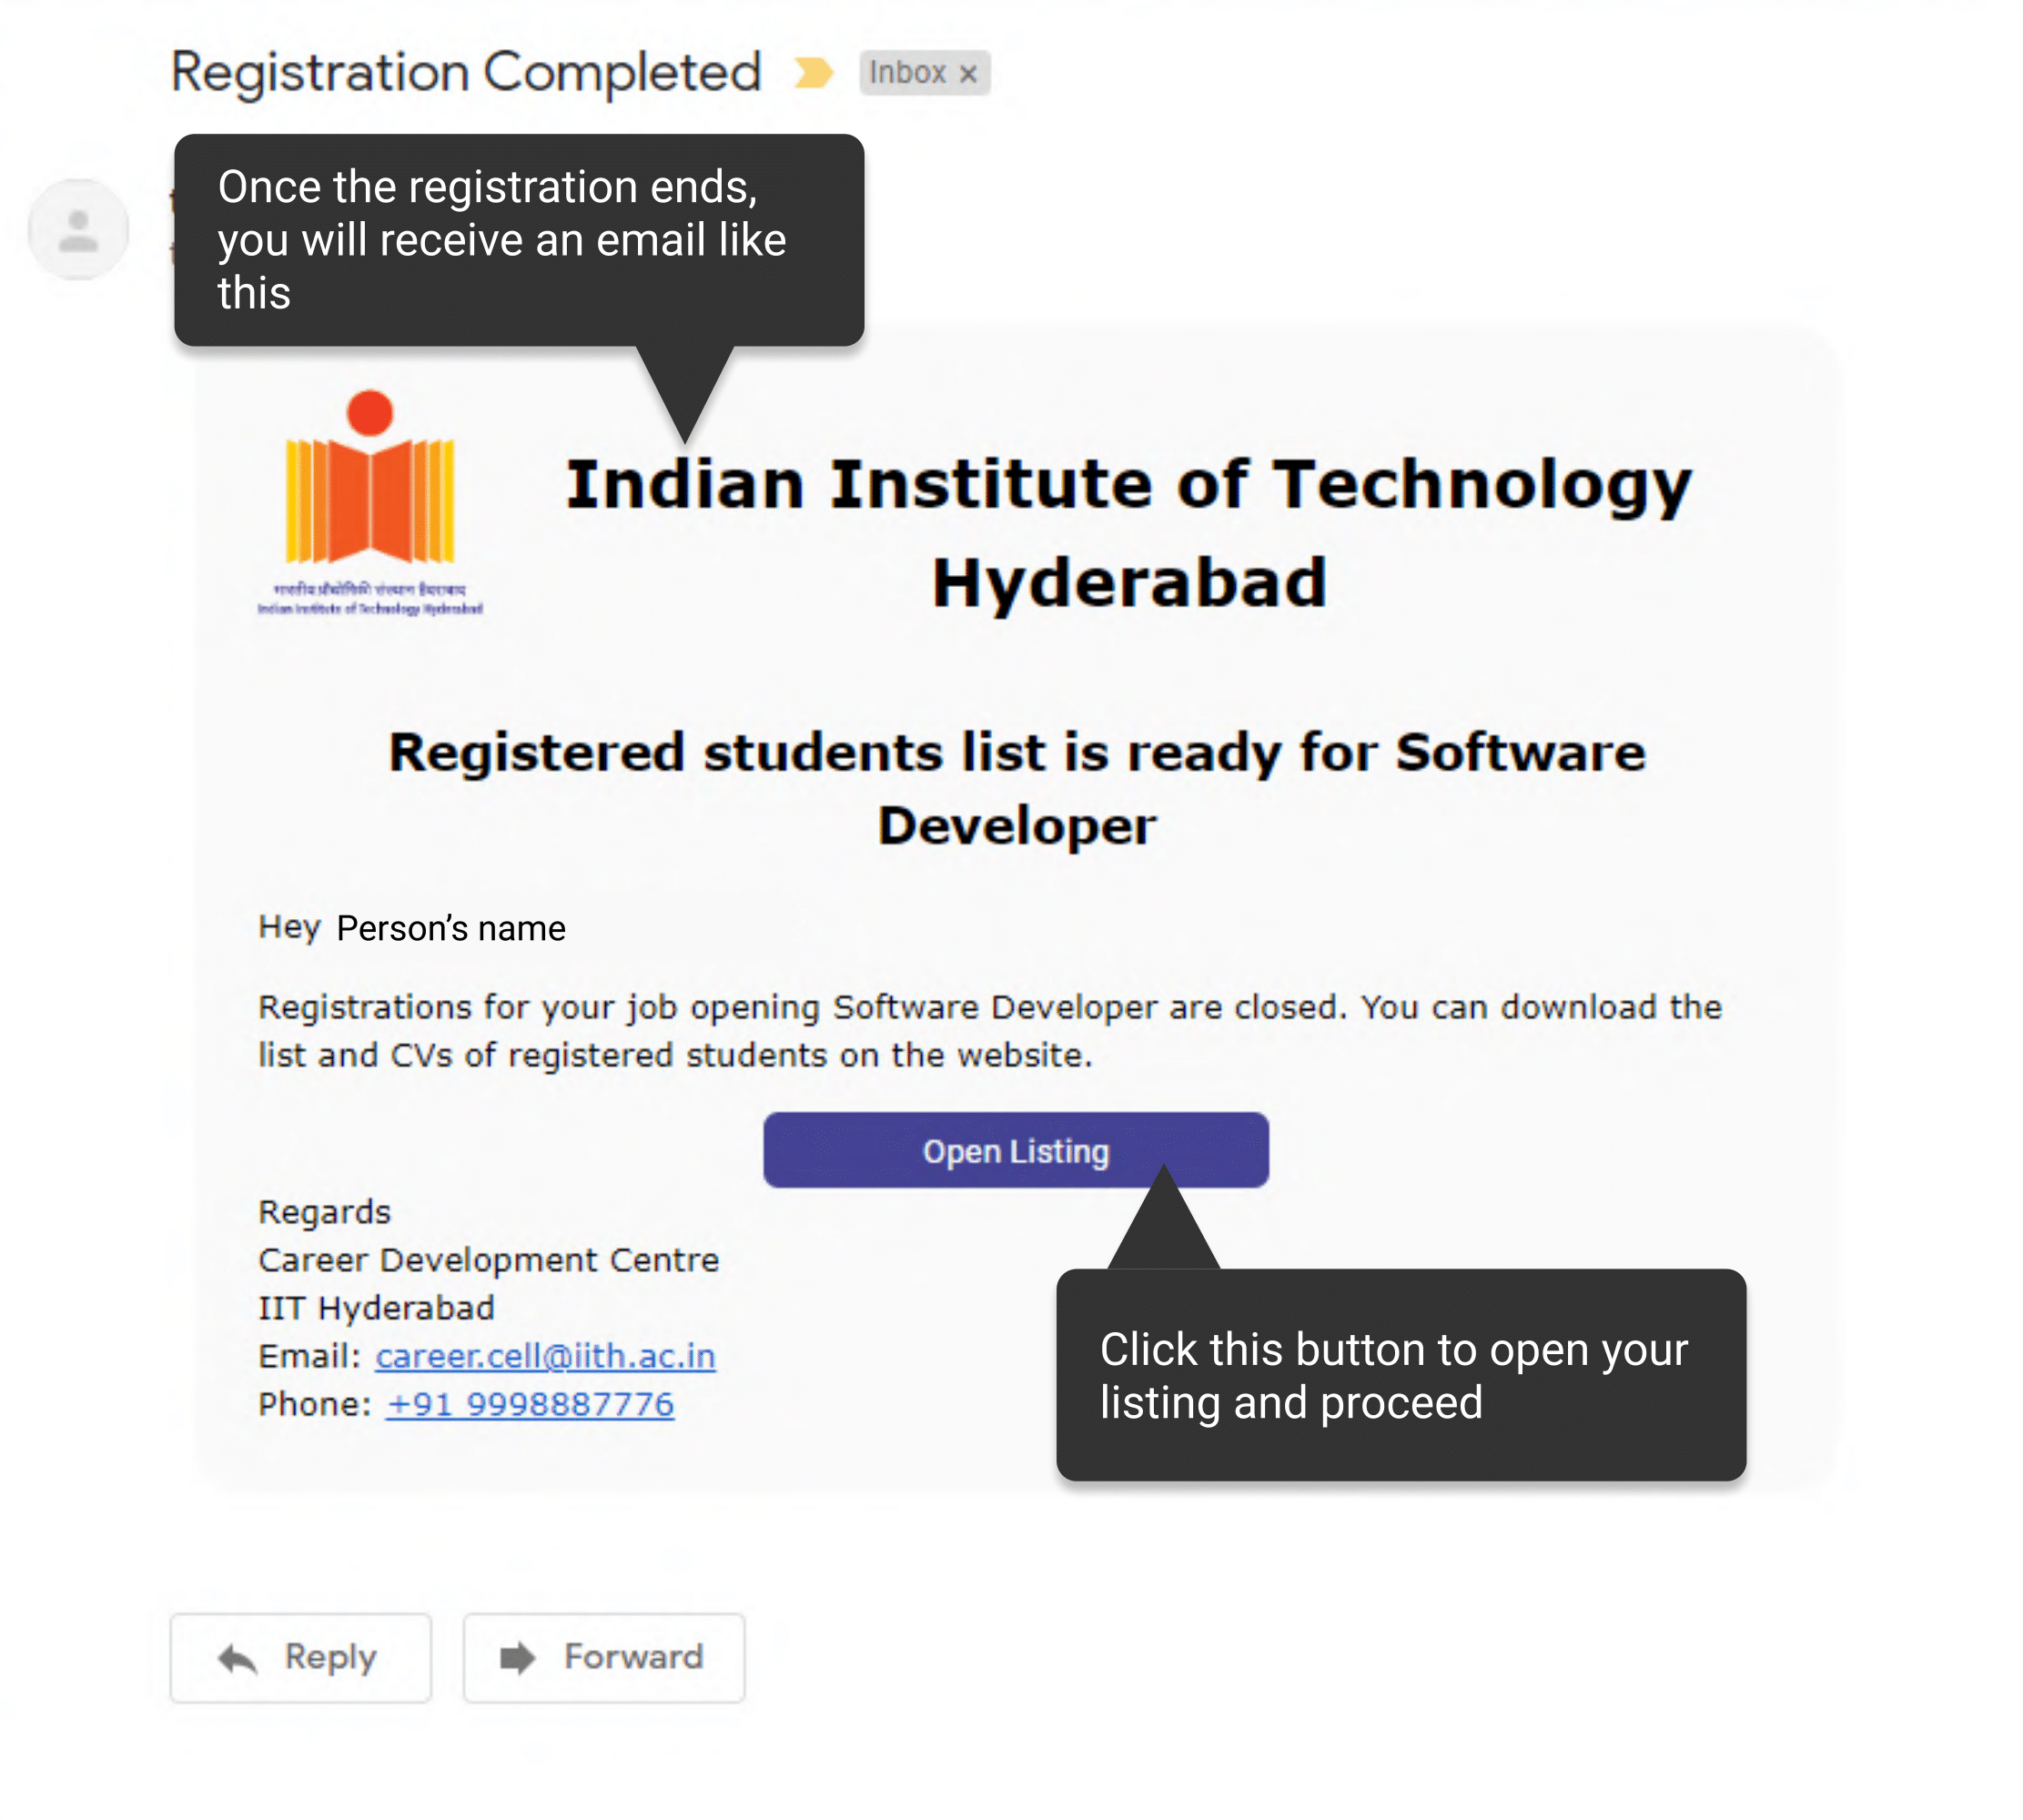 Registration Completed
Inbox ×
Once the registration ends,
you will receive an email like
this
भारतीय प्रौद्योगिकी संस्थान हैदराबाद
Indian Institute of Technology Hyderabad
Indian Institute of Technology
Hyderabad
Registered students list is ready for Software
Developer
Hey Person’s name
Registrations for your job opening Software Developer are closed. You can download the
list and CVs of registered students on the website.
Open Listing
Regards
Career Development Centre
IIT Hyderabad
Email: career.cell@iith.ac.in
Phone: +91 9998887776
Click this button to open your
listing and proceed
Reply
Forward